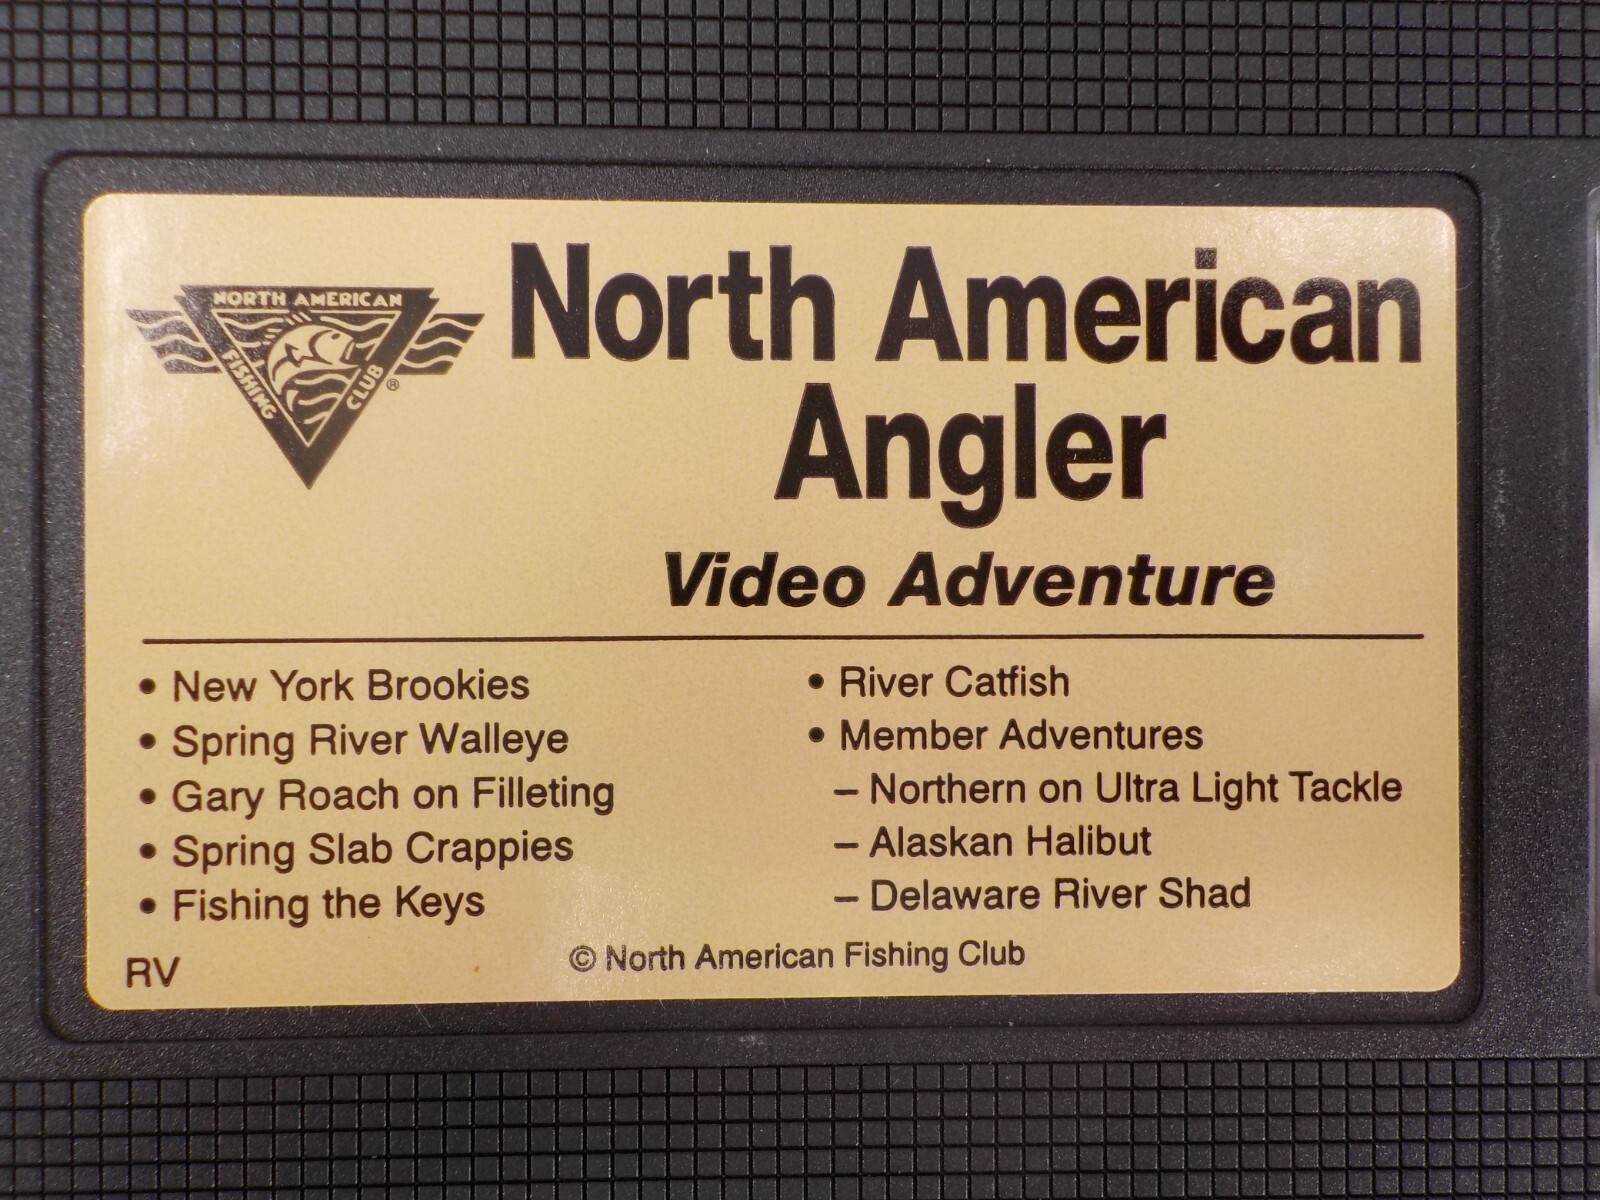 NORTH AMERICAN
FISHING
CLUB®
North American
Angler
Video Adventure
• New York Brookies
• Spring River Walleye
• Gary Roach on Filleting
• Spring Slab Crappies
• Fishing the Keys
• River Catfish
• Member Adventures
– Northern on Ultra Light Tackle
– Alaskan Halibut
– Delaware River Shad
RV
© North American Fishing Club